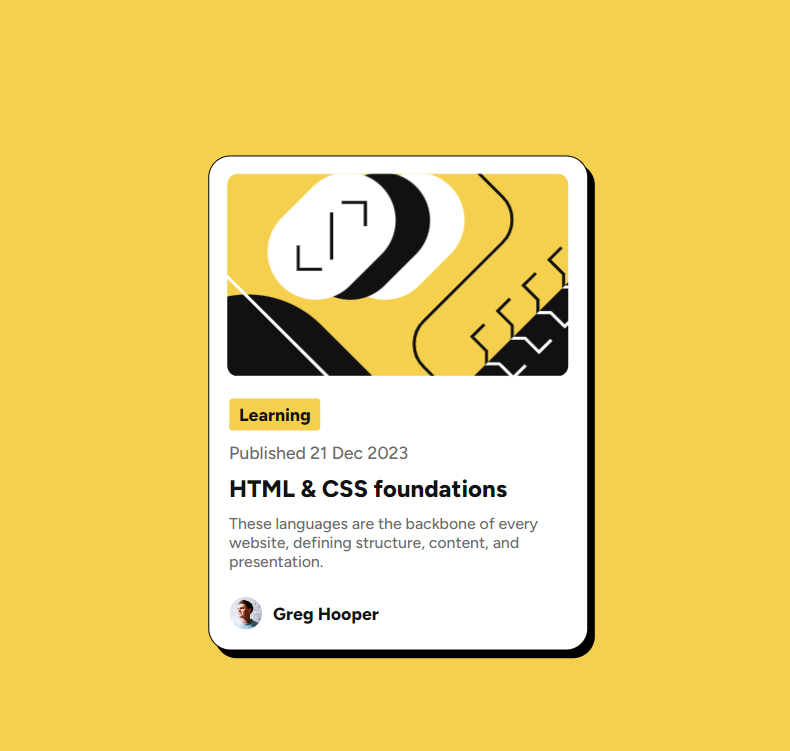 Learning
Published 21 Dec 2023
HTML & CSS foundations
These languages are the backbone of every
website, defining structure, content, and
presentation.
Greg Hooper